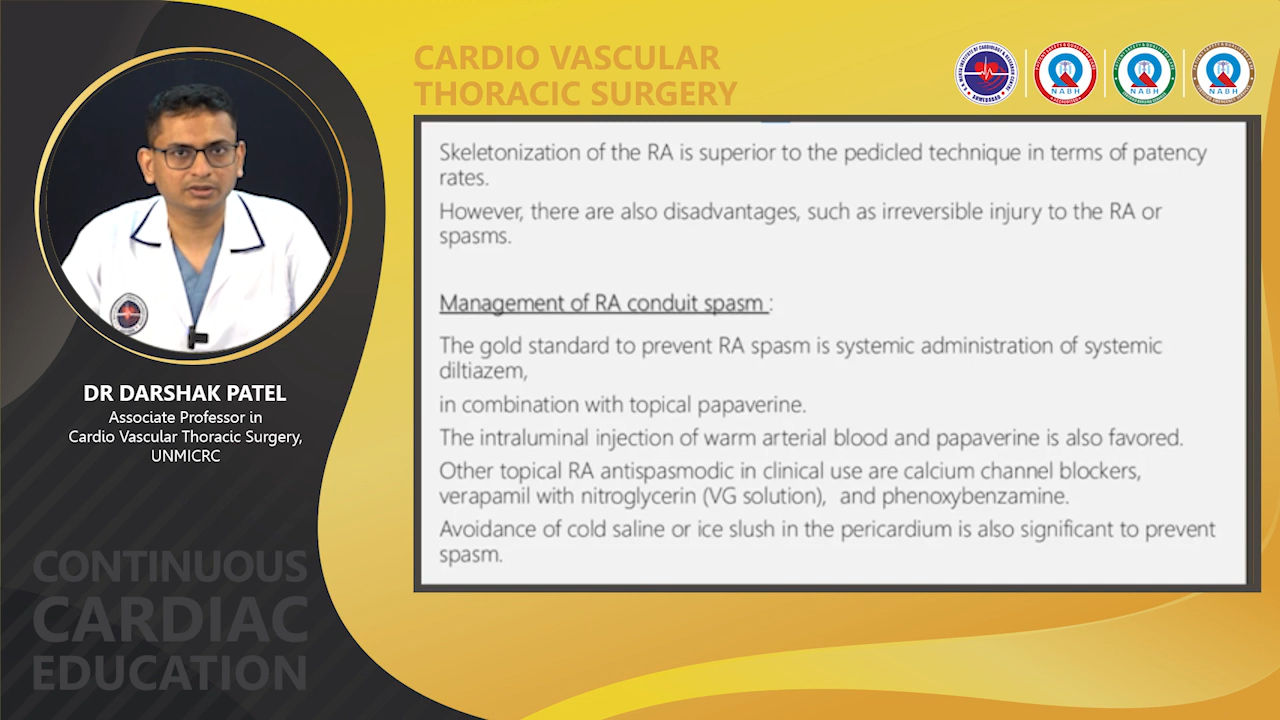 CARDIO VASCULAR
THORACIC SURGERY
NABH
NABH
NABH
Skeletonization of the RA is superior to the pedicled technique in terms of patency
rates.
However, there are also disadvantages, such as irreversible injury to the RA or
spasms.
Management of RA conduit spasm :
The gold standard to prevent RA spasm is systemic administration of systemic
diltiazem,
in combination with topical papaverine.
The intraluminal injection of warm arterial blood and papaverine is also favored.
Other topical RA antispasmodic in clinical use are calcium channel blockers,
verapamil with nitroglycerin (VG solution),  and phenoxybenzamine.
Avoidance of cold saline or ice slush in the pericardium is also significant to prevent
spasm.
DR DARSHAK PATEL
Associate Professor in
Cardio Vascular Thoracic Surgery,
UNMICRC
CONTINUOUS
CARDIAC
EDUCATION